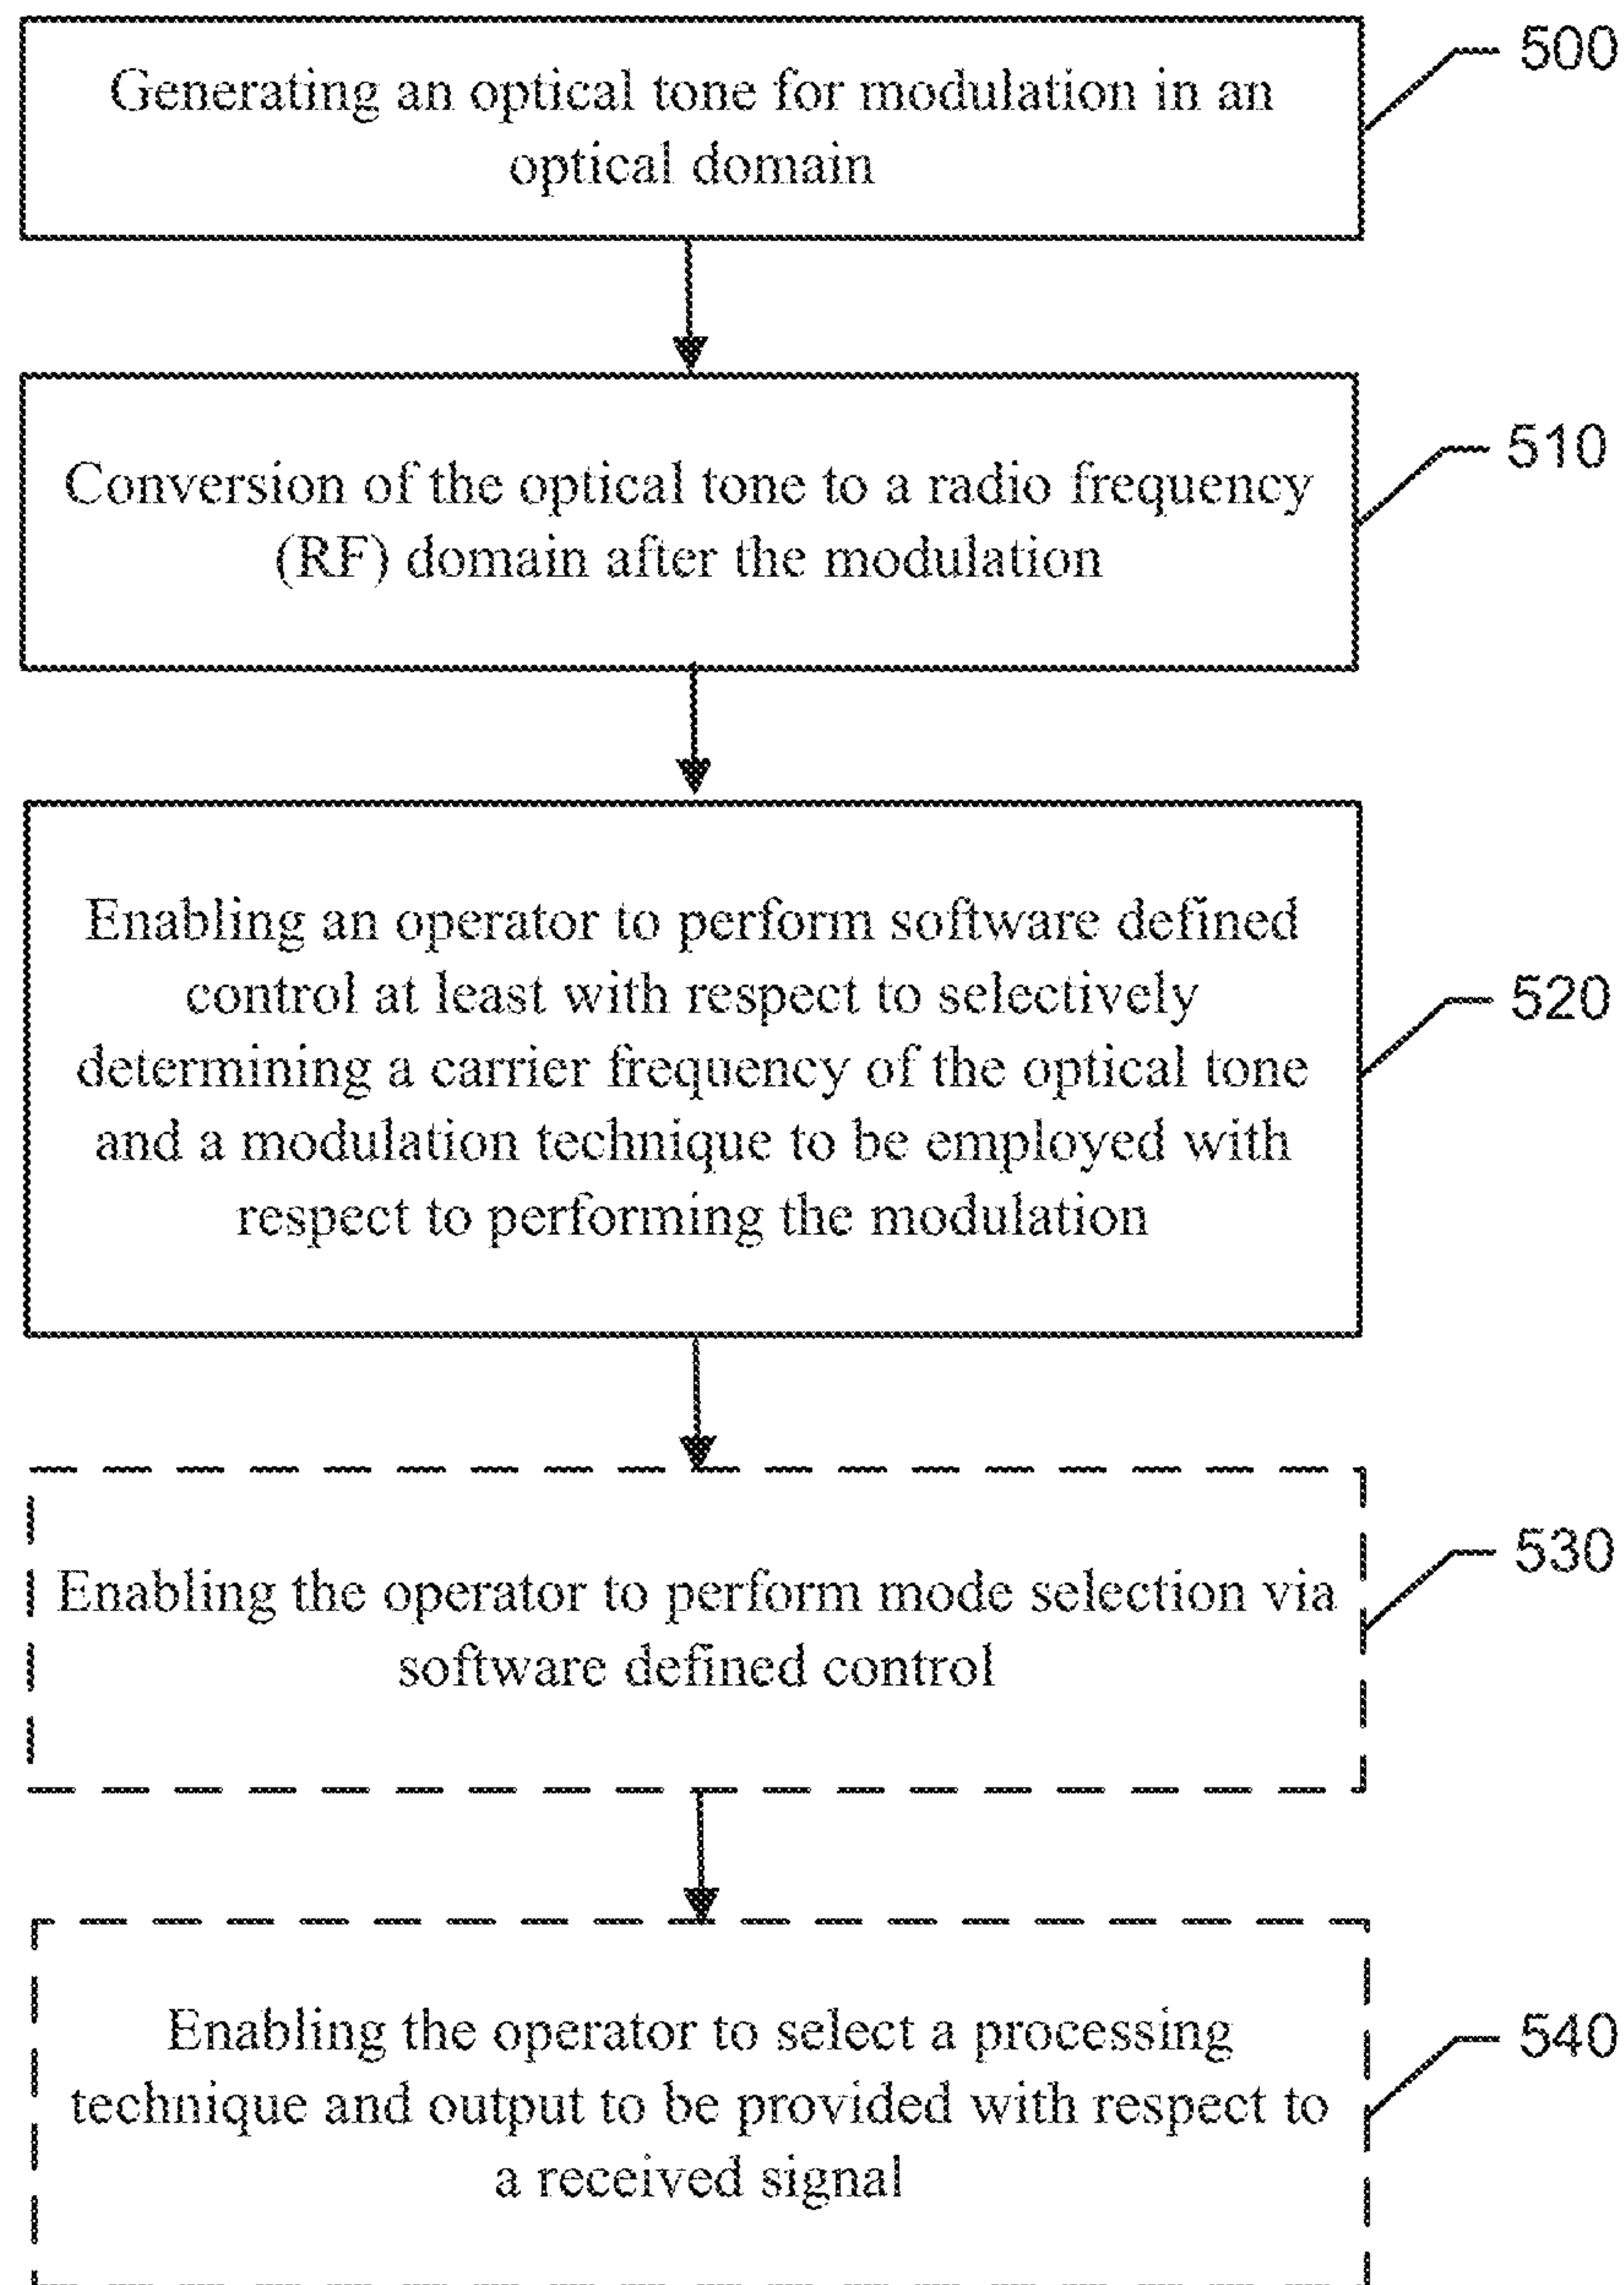 Generating an optical tone for modulation in an
optical domain
500
Conversion of the optical tone to a radio frequency
(RF) domain after the modulation
510
Enabling an operator to perform software defined
control at least with respect to selectively
determining a carrier frequency of the optical tone
and a modulation technique to be employed with
respect to performing the modulation
520
Enabling the operator to perform mode selection via
software defined control
530
Enabling the operator to select a processing
technique and output to be provided with respect to
a received signal
540